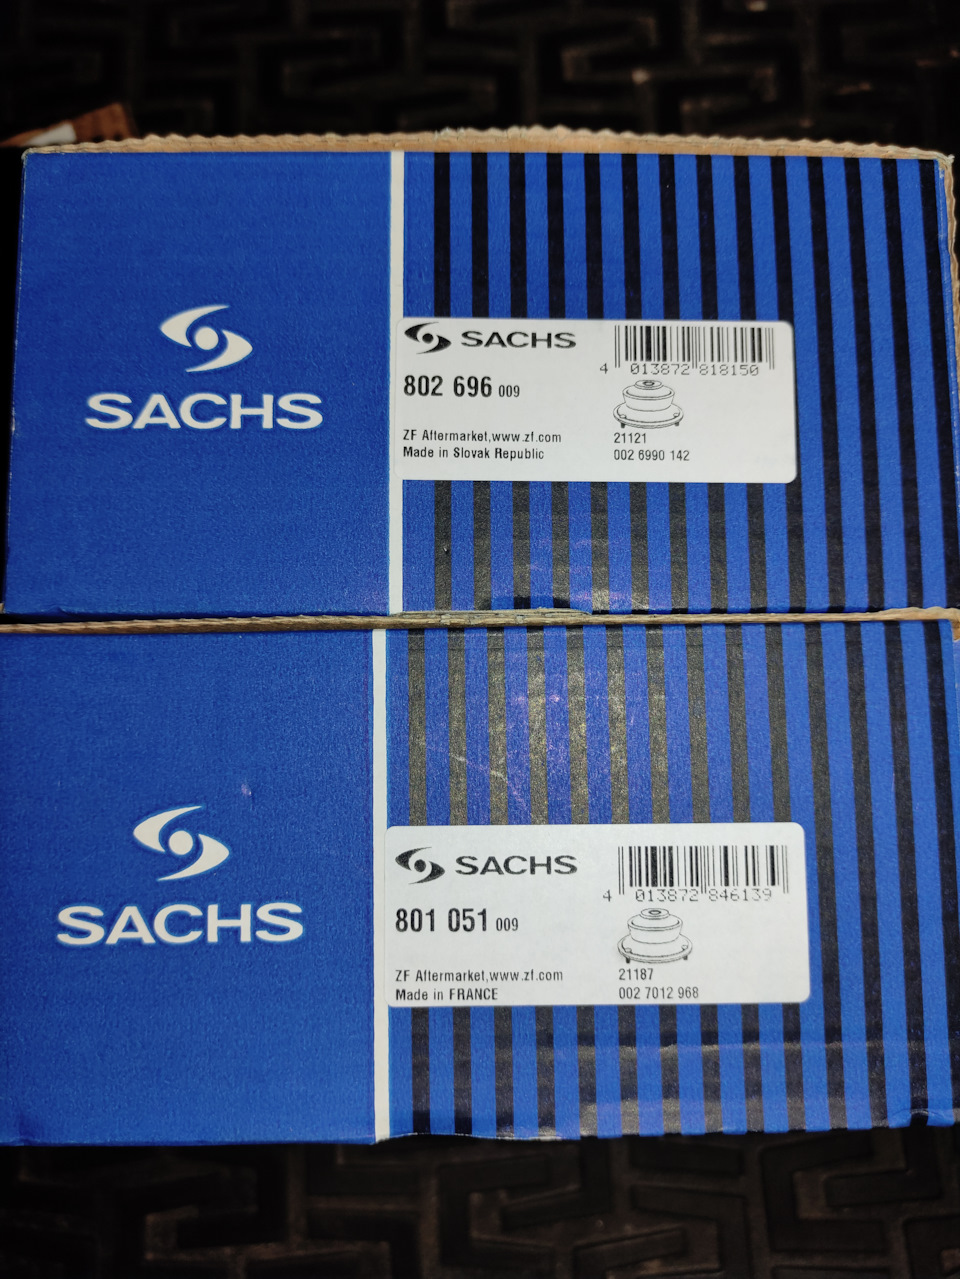 SACHS
SACHS
802 696 009
4 013872 818150
ZF Aftermarket,www.zf.com
Made in Slovak Republic
21121
002 6990 142
SACHS
SACHS
801 051 009
4 013872 846139
ZF Aftermarket,www.zf.com
Made in FRANCE
21187
002 7012 968